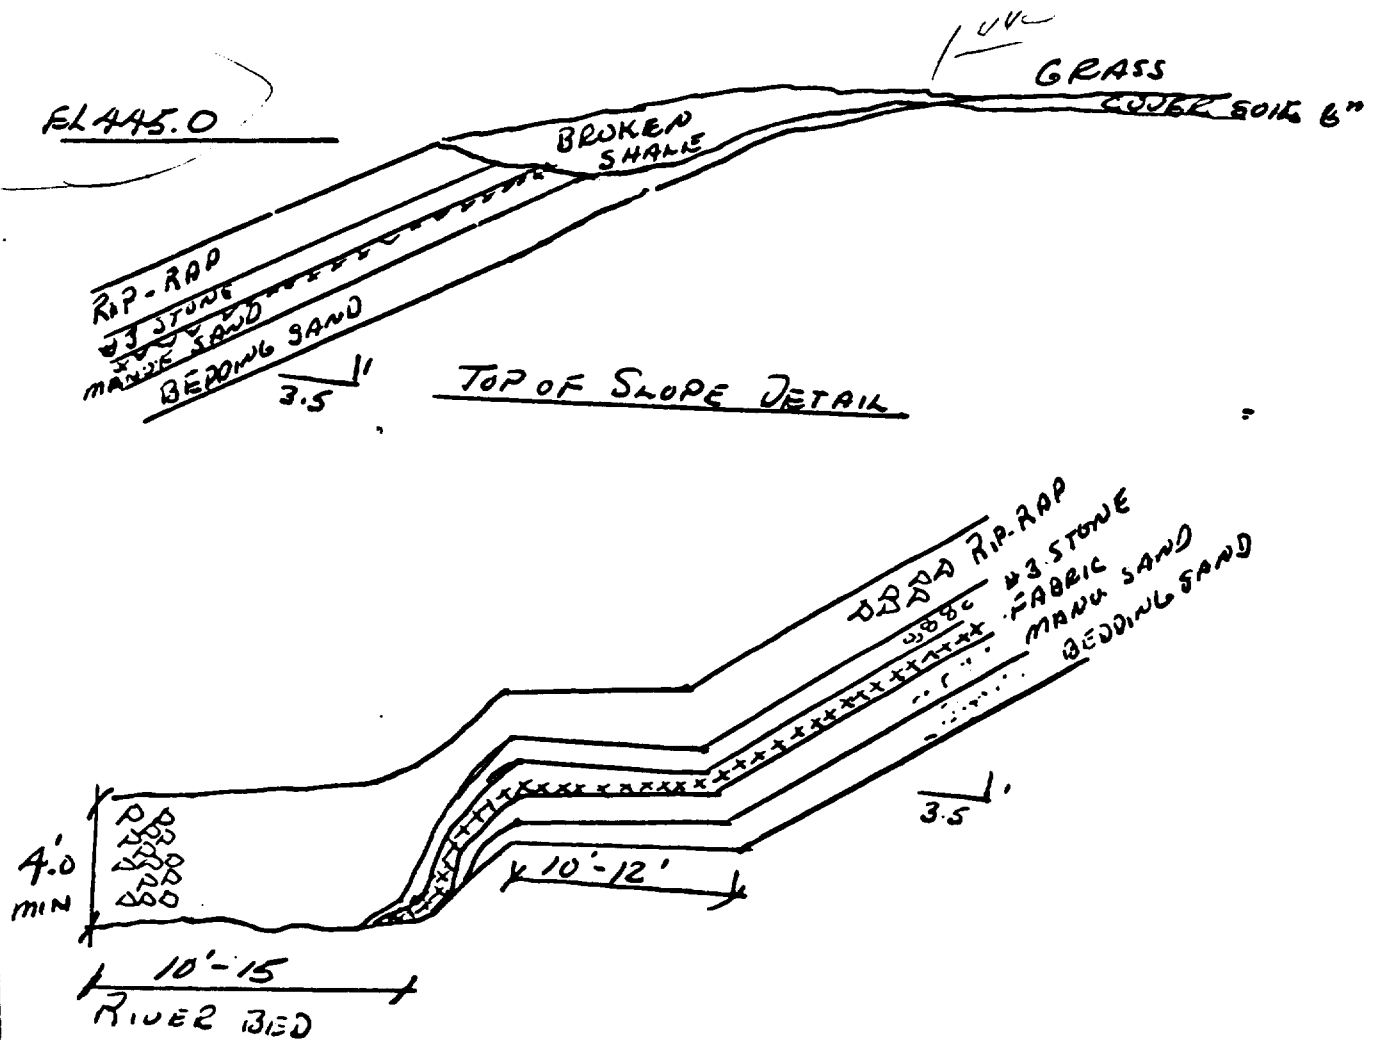 GRASS
EL 445.0
COVER SOIL 6"
BROKEN
SHALE
RIP-RAP
#3 STONE
SAND
BEDDING SAND
1'
3.5
TOP OF SLOPE DETAIL
RIP-RAP
#3 STONE
FABRIC
MANU SAND
BEDDING SAND
1'
3.5
4'.0
MIN
10'-12'
10'-15
RIVER BED